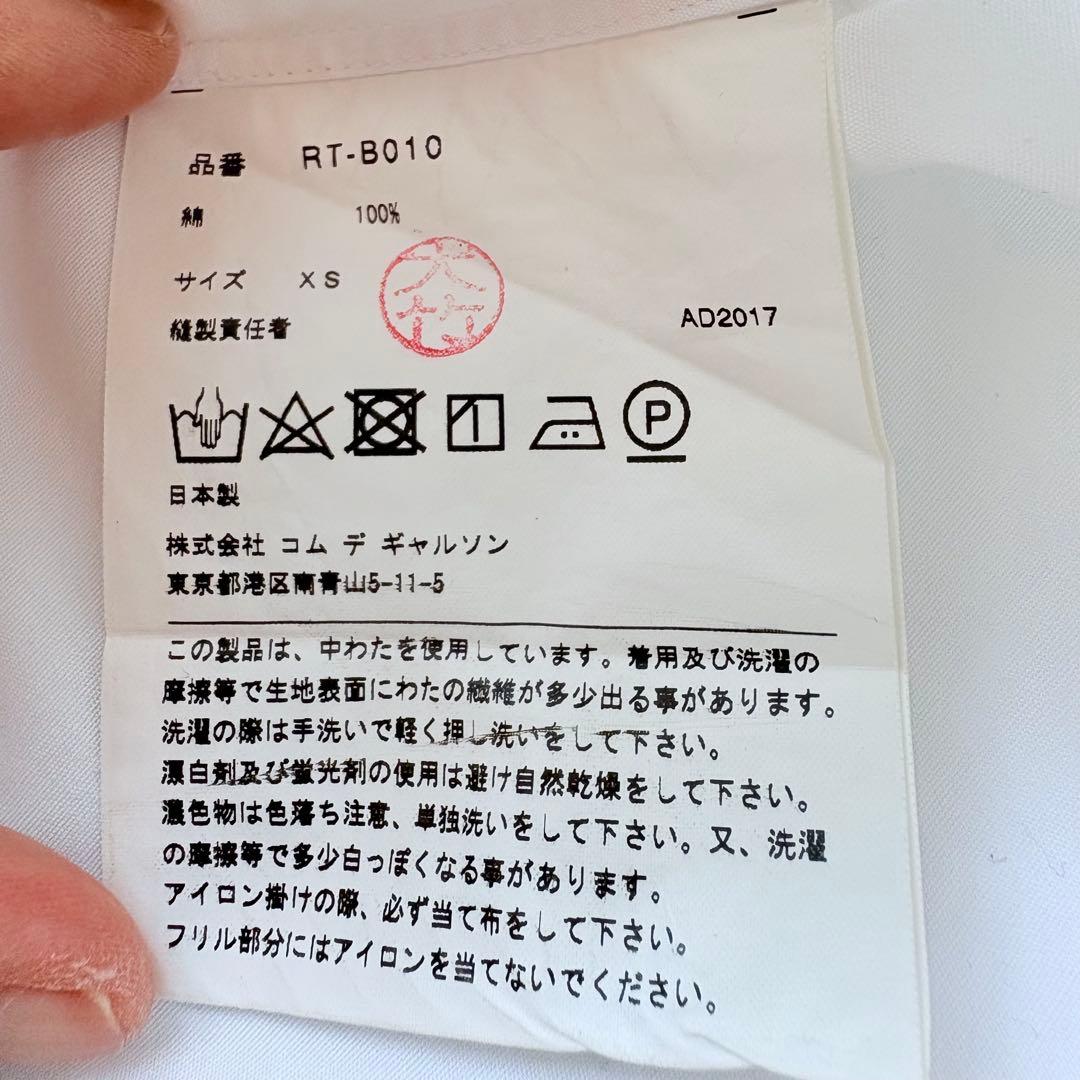 品番 RT-B010
綿 100%
サイズ XS
縫製責任者 大竹
AD2017
P
日本製
株式会社 コム デ ギャルソン
東京都港区南青山5-11-5
この製品は、中わたを使用しています。着用及び洗濯の
摩擦等で生地表面にわたの繊維が多少出る事があります。
洗濯の際は手洗いで軽く押し洗いをして下さい。
漂白剤及び蛍光剤の使用は避け自然乾燥をして下さい。
濃色物は色落ち注意、単独洗いをして下さい。又、洗濯
の摩擦等で多少白っぽくなる事があります。
アイロン掛けの際、必ず当て布をして下さい。
フリル部分にはアイロンを当てないでください。